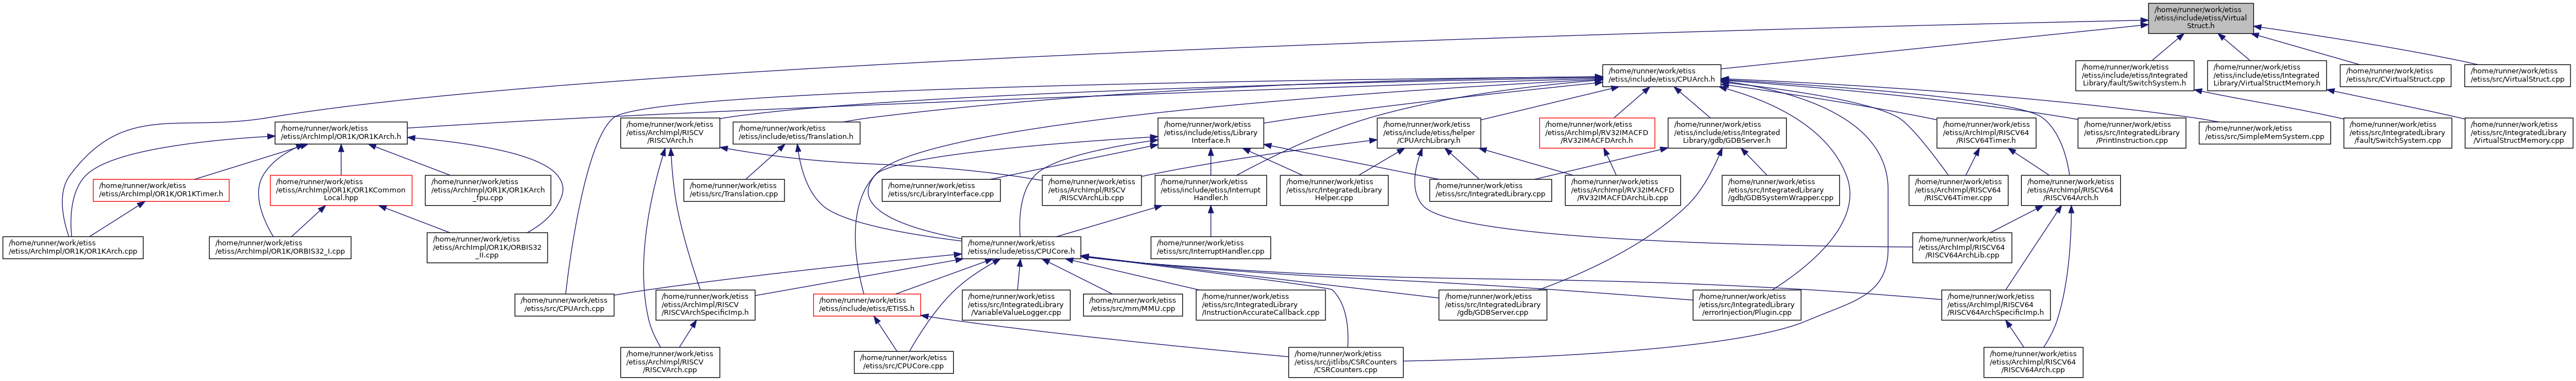 /home/runner/work/etiss
/etiss/include/etiss/Virtual
Struct.h
/home/runner/work/etiss
/etiss/include/etiss/CPUArch.h
/home/runner/work/etiss
/etiss/include/etiss/Integrated
Library/fault/SwitchSystem.h
/home/runner/work/etiss
/etiss/include/etiss/Integrated
Library/VirtualStructMemory.h
/home/runner/work/etiss
/etiss/src/CVirtualStruct.cpp
/home/runner/work/etiss
/etiss/src/VirtualStruct.cpp
/home/runner/work/etiss
/etiss/ArchImpl/OR1K/OR1KArch.h
/home/runner/work/etiss
/etiss/ArchImpl/RISCV
/RISCVArch.h
/home/runner/work/etiss
/etiss/include/etiss/Translation.h
/home/runner/work/etiss
/etiss/include/etiss/Library
Interface.h
/home/runner/work/etiss
/etiss/include/etiss/helper
/CPUArchLibrary.h
/home/runner/work/etiss
/etiss/ArchImpl/RV32IMACFD
/RV32IMACFDArch.h
/home/runner/work/etiss
/etiss/include/etiss/Integrated
Library/gdb/GDBServer.h
/home/runner/work/etiss
/etiss/ArchImpl/RISCV64
/RISCV64Timer.h
/home/runner/work/etiss
/etiss/src/IntegratedLibrary
/PrintInstruction.cpp
/home/runner/work/etiss
/etiss/src/SimpleMemSystem.cpp
/home/runner/work/etiss
/etiss/src/IntegratedLibrary
/fault/SwitchSystem.cpp
/home/runner/work/etiss
/etiss/src/IntegratedLibrary
/VirtualStructMemory.cpp
/home/runner/work/etiss
/etiss/ArchImpl/OR1K/OR1KTimer.h
/home/runner/work/etiss
/etiss/ArchImpl/OR1K/OR1KCommon
Local.hpp
/home/runner/work/etiss
/etiss/ArchImpl/OR1K/OR1KArch
_fpu.cpp
/home/runner/work/etiss
/etiss/src/Translation.cpp
/home/runner/work/etiss
/etiss/src/LibraryInterface.cpp
/home/runner/work/etiss
/etiss/ArchImpl/RISCV
/RISCVArchLib.cpp
/home/runner/work/etiss
/etiss/include/etiss/Interrupt
Handler.h
/home/runner/work/etiss
/etiss/src/IntegratedLibrary
Helper.cpp
/home/runner/work/etiss
/etiss/src/IntegratedLibrary.cpp
/home/runner/work/etiss
/etiss/ArchImpl/RV32IMACFD
/RV32IMACFDArchLib.cpp
/home/runner/work/etiss
/etiss/src/IntegratedLibrary
/gdb/GDBSystemWrapper.cpp
/home/runner/work/etiss
/etiss/ArchImpl/RISCV64
/RISCV64Timer.cpp
/home/runner/work/etiss
/etiss/ArchImpl/RISCV64
/RISCV64Arch.h
/home/runner/work/etiss
/etiss/ArchImpl/OR1K/OR1KArch.cpp
/home/runner/work/etiss
/etiss/ArchImpl/OR1K/ORBIS32_I.cpp
/home/runner/work/etiss
/etiss/ArchImpl/OR1K/ORBIS32
_II.cpp
/home/runner/work/etiss
/etiss/include/etiss/CPUCore.h
/home/runner/work/etiss
/etiss/src/InterruptHandler.cpp
/home/runner/work/etiss
/etiss/ArchImpl/RISCV64
/RISCV64ArchLib.cpp
/home/runner/work/etiss
/etiss/src/CPUArch.cpp
/home/runner/work/etiss
/etiss/ArchImpl/RISCV
/RISCVArchSpecificImp.h
/home/runner/work/etiss
/etiss/include/etiss/ETISS.h
/home/runner/work/etiss
/etiss/src/IntegratedLibrary
/VariableValueLogger.cpp
/home/runner/work/etiss
/etiss/src/mm/MMU.cpp
/home/runner/work/etiss
/etiss/src/IntegratedLibrary
/InstructionAccurateCallback.cpp
/home/runner/work/etiss
/etiss/src/IntegratedLibrary
/gdb/GDBServer.cpp
/home/runner/work/etiss
/etiss/src/IntegratedLibrary
/errorInjection/Plugin.cpp
/home/runner/work/etiss
/etiss/ArchImpl/RISCV64
/RISCV64ArchSpecificImp.h
/home/runner/work/etiss
/etiss/ArchImpl/RISCV
/RISCVArch.cpp
/home/runner/work/etiss
/etiss/src/CPUCore.cpp
/home/runner/work/etiss
/etiss/src/jitlibs/CSRCounters
/CSRCounters.cpp
/home/runner/work/etiss
/etiss/ArchImpl/RISCV64
/RISCV64Arch.cpp